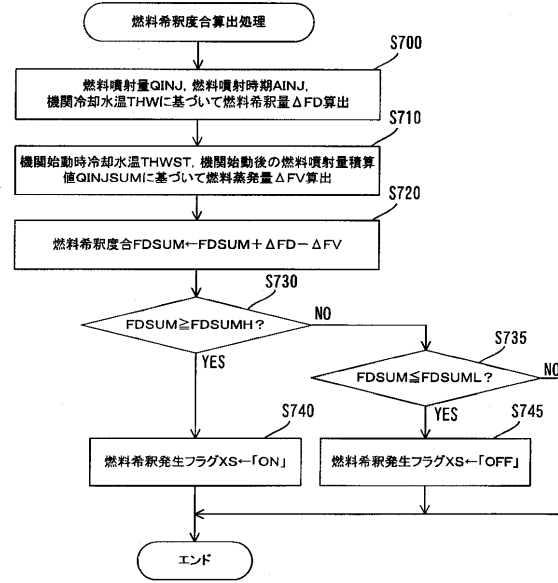 燃料希釈度合算出処理
S700
燃料噴射量QINJ，燃料噴射時期AINJ，
機関冷却水温THWに基づいて燃料希釈量ΔFD算出
S710
機関始動時冷却水温THWST，機関始動後の燃料噴射量積算
値QINJSUMに基づいて燃料蒸発量ΔFV算出
S720
燃料希釈度合FDSUM←FDSUM＋ΔFD－ΔFV
S730
FDSUM≧FDSUMH？
NO
YES
S735
FDSUM≦FDSUML？
NO
YES
S740
燃料希釈発生フラグXS←「ON」
S745
燃料希釈発生フラグXS←「OFF」
エンド